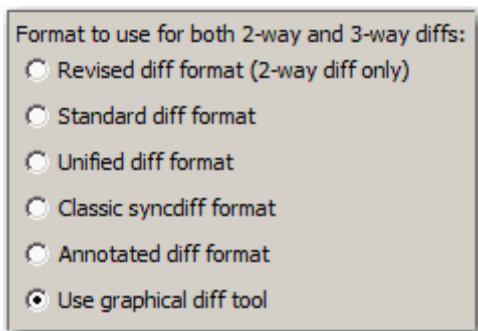 Format to use for both 2-way and 3-way diffs:
Revised diff format (2-way diff only)
Standard diff format
Unified diff format
Classic syncdiff format
Annotated diff format
Use graphical diff tool